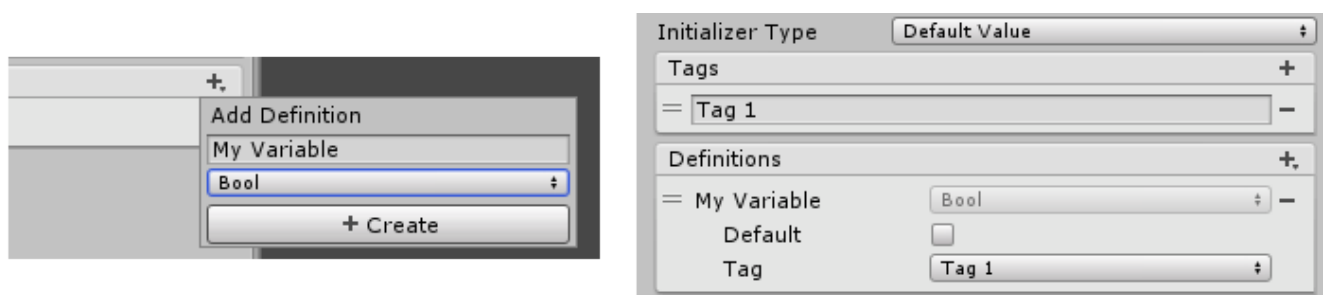 Add Definition
My Variable
Bool
+ Create
Initializer Type Default Value
Tags
Tag 1
Definitions
My Variable Bool
Default
Tag Tag 1